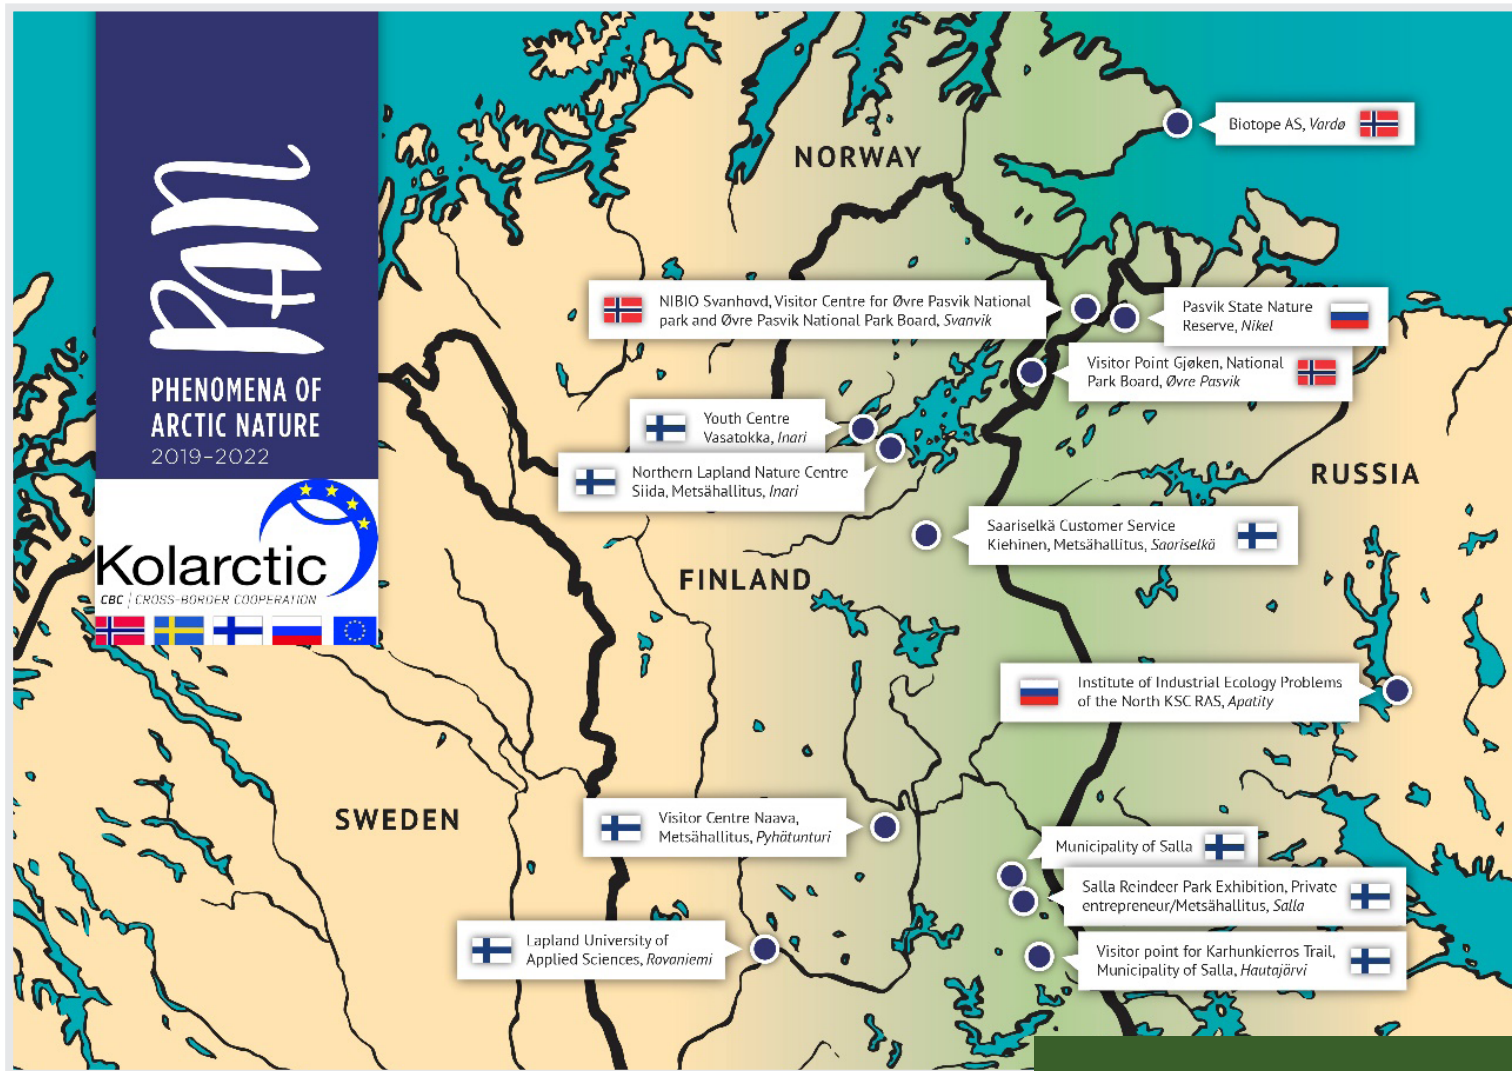 PAN
PHENOMENA OF
ARCTIC NATURE
2019–2022
Kolarctic
CBC | CROSS-BORDER COOPERATION
NORWAY
Biotope AS, Vardø
NIBIO Svanhovd, Visitor Centre for Øvre Pasvik National
park and Øvre Pasvik National Park Board, Svanvik
Pasvik State Nature
Reserve, Nikel
Visitor Point Gjøken, National
Park Board, Øvre Pasvik
Youth Centre
Vasatokka, Inari
Northern Lapland Nature Centre
Siida, Metsähallitus, Inari
RUSSIA
Saariselkä Customer Service
Kiehinen, Metsähallitus, Saariselkä
FINLAND
Institute of Industrial Ecology Problems
of the North KSC RAS, Apatity
SWEDEN
Visitor Centre Naava,
Metsähallitus, Pyhätunturi
Municipality of Salla
Salla Reindeer Park Exhibition, Private
entrepreneur/Metsähallitus, Salla
Lapland University of
Applied Sciences, Rovaniemi
Visitor point for Karhunkierros Trail,
Municipality of Salla, Hautajärvi